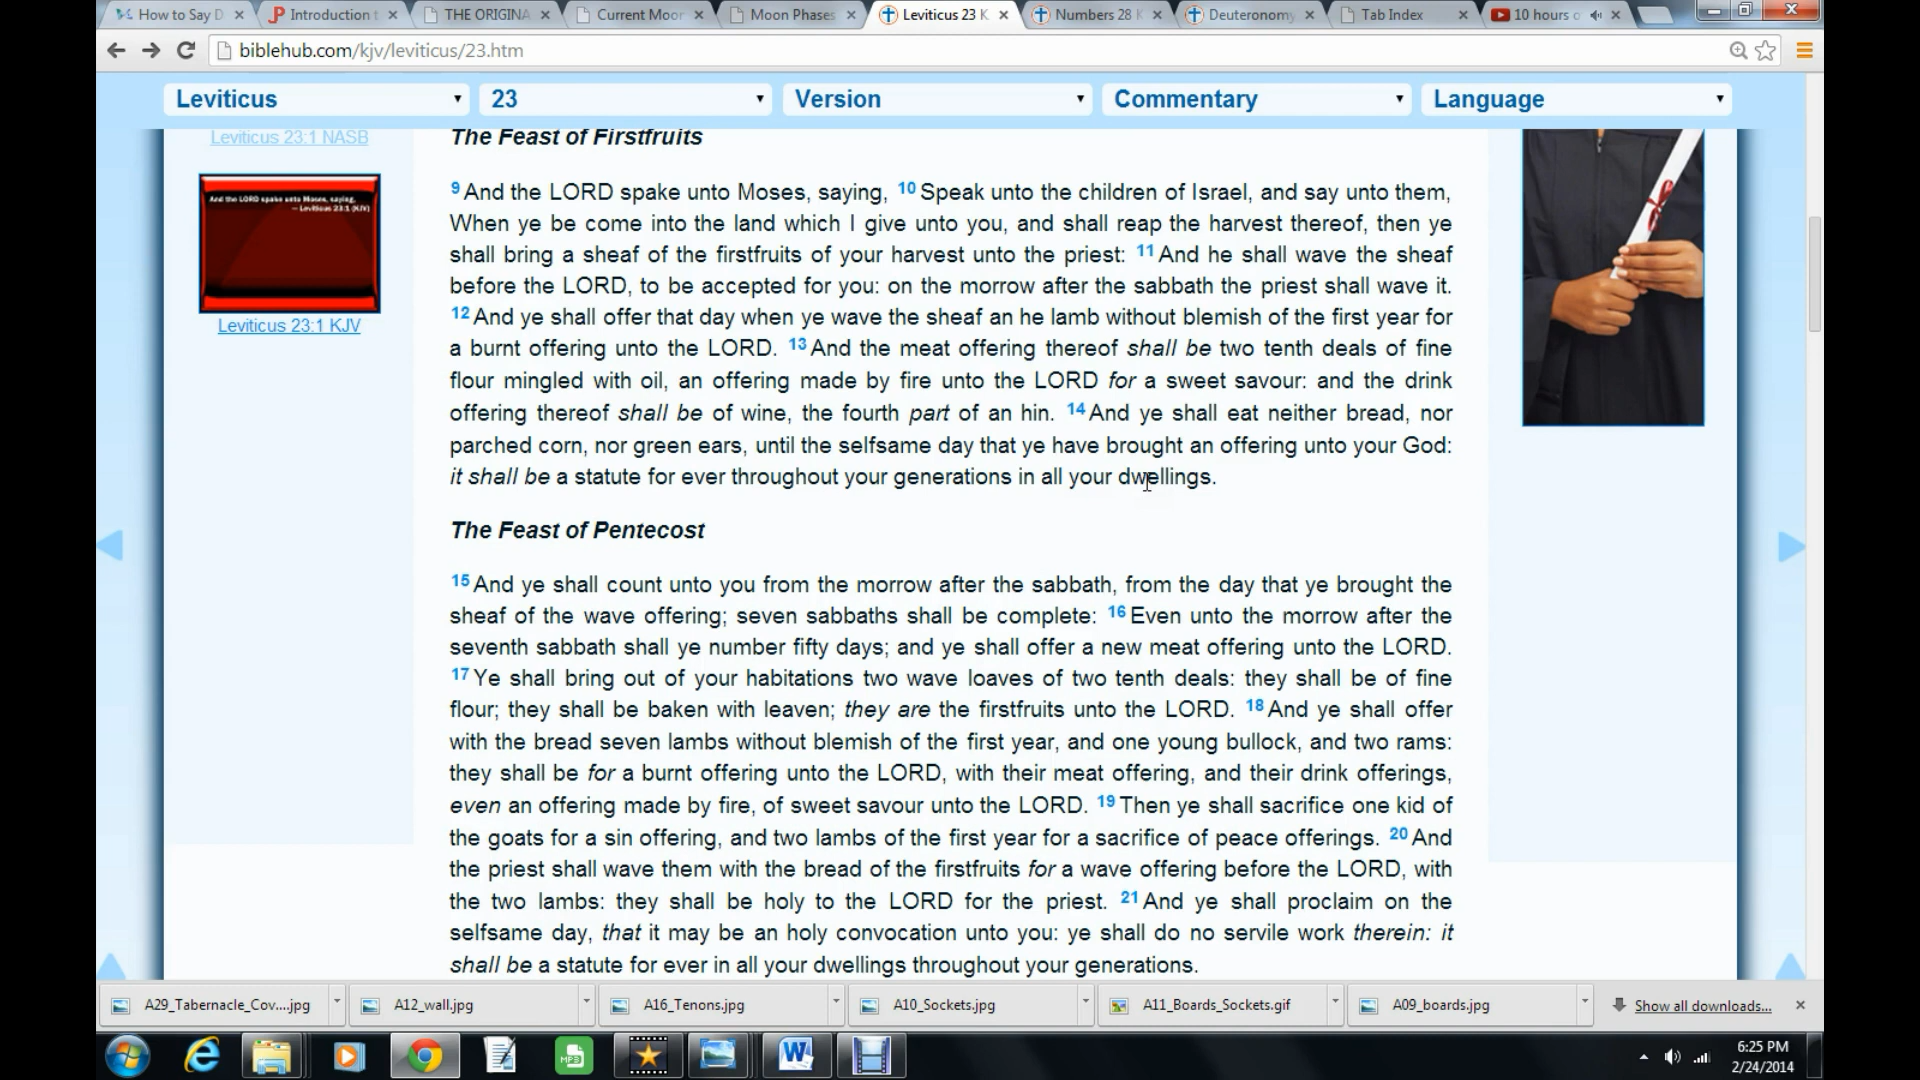 How to Say D
Introduction t
THE ORIGINA
Current Moor
Moon Phases
Leviticus 23 K
Numbers 28 K
Deuteronomy
Tab Index
10 hours o
biblehub.com/kjv/leviticus/23.htm
Leviticus
23
Version
Commentary
Language
Leviticus 23:1 NASB
And the LORD spake unto Moses, saying,
— Leviticus 23:1 (KJV)
Leviticus 23:1 KJV
The Feast of Firstfruits
9 And the LORD spake unto Moses, saying, 10 Speak unto the children of Israel, and say unto them,
When ye be come into the land which I give unto you, and shall reap the harvest thereof, then ye
shall bring a sheaf of the firstfruits of your harvest unto the priest: 11 And he shall wave the sheaf
before the LORD, to be accepted for you: on the morrow after the sabbath the priest shall wave it.
12 And ye shall offer that day when ye wave the sheaf an he lamb without blemish of the first year for
a burnt offering unto the LORD. 13 And the meat offering thereof shall be two tenth deals of fine
flour mingled with oil, an offering made by fire unto the LORD for a sweet savour: and the drink
offering thereof shall be of wine, the fourth part of an hin. 14 And ye shall eat neither bread, nor
parched corn, nor green ears, until the selfsame day that ye have brought an offering unto your God:
it shall be a statute for ever throughout your generations in all your dwellings.
The Feast of Pentecost
15 And ye shall count unto you from the morrow after the sabbath, from the day that ye brought the
sheaf of the wave offering; seven sabbaths shall be complete: 16 Even unto the morrow after the
seventh sabbath shall ye number fifty days; and ye shall offer a new meat offering unto the LORD.
17 Ye shall bring out of your habitations two wave loaves of two tenth deals: they shall be of fine
flour; they shall be baken with leaven; they are the firstfruits unto the LORD. 18 And ye shall offer
with the bread seven lambs without blemish of the first year, and one young bullock, and two rams:
they shall be for a burnt offering unto the LORD, with their meat offering, and their drink offerings,
even an offering made by fire, of sweet savour unto the LORD. 19 Then ye shall sacrifice one kid of
the goats for a sin offering, and two lambs of the first year for a sacrifice of peace offerings. 20 And
the priest shall wave them with the bread of the firstfruits for a wave offering before the LORD, with
the two lambs: they shall be holy to the LORD for the priest. 21 And ye shall proclaim on the
selfsame day, that it may be an holy convocation unto you: ye shall do no servile work therein: it
shall be a statute for ever in all your dwellings throughout your generations.
A29_Tabernacle_Cov....jpg
A12_wall.jpg
A16_Tenons.jpg
A10_Sockets.jpg
A11_Boards_Sockets.gif
A09_boards.jpg
Show all downloads...
MP3
6:25 PM
2/24/2014